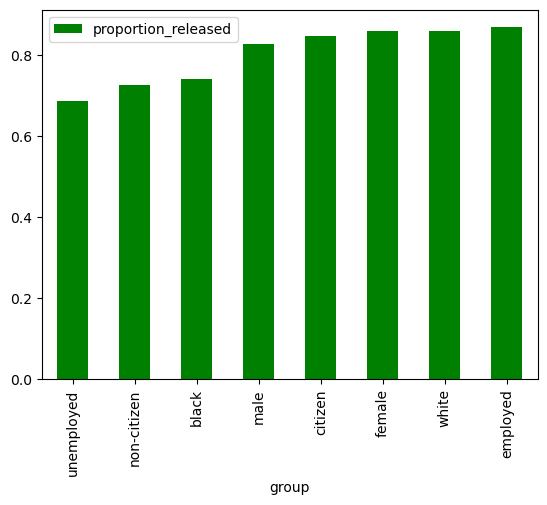 proportion_released
0.8
0.6
0.4
0.2
0.0
unemployed
non-citizen
black
male
citizen
female
white
employed
group